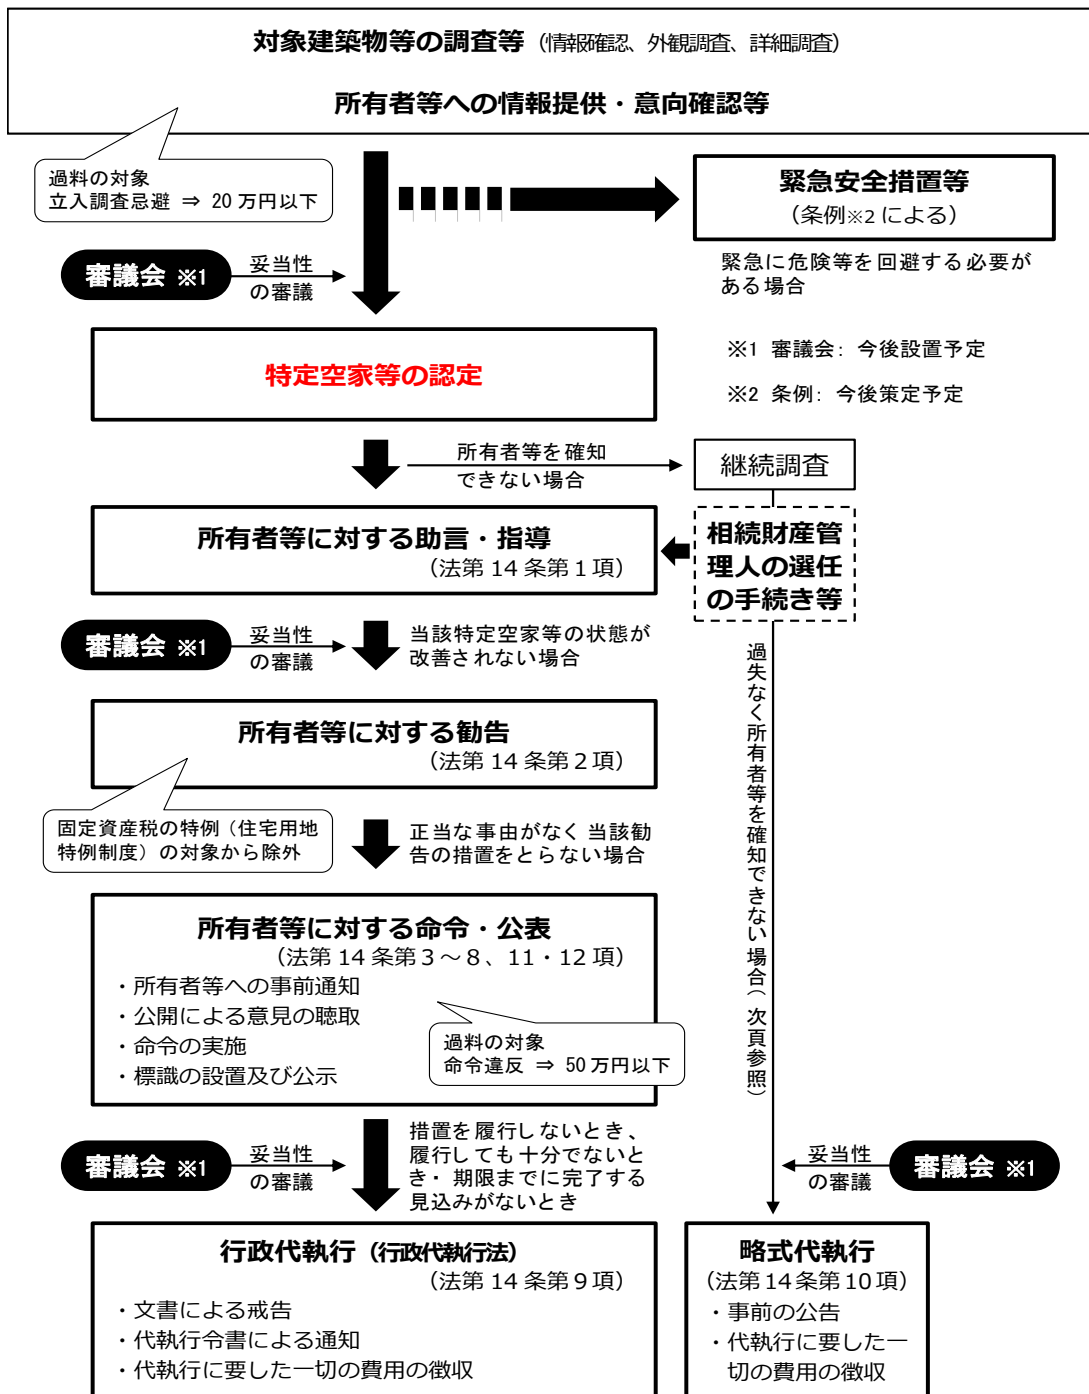 対象建築物等の調査等（情報確認、外観調査、詳細調査）
所有者等への情報提供・意向確認等
過料の対象
立入調査忌避 ⇒ 20 万円以下
緊急安全措置等
（条例※2 による）
緊急に危険等を回避する必要が
ある場合
審議会 ※1
妥当性
の審議
特定空家等の認定
※1 審議会： 今後設置予定
※2 条例： 今後策定予定
所有者等を確知
できない場合
継続調査
所有者等に対する助言・指導
（法第 14 条第 1 項）
相続財産管
理人の選任
の手続き等
審議会 ※1
妥当性
の審議
当該特定空家等の状態が
改善されない場合
所有者等に対する勧告
（法第 14 条第 2 項）
固定資産税の特例（住宅用地
特例制度）の対象から除外
正当な事由がなく当該勧
告の措置をとらない場合
過失なく所有者等を確知できない場合（次頁参照）
所有者等に対する命令・公表
（法第 14 条第 3～8、11・12 項）
・所有者等への事前通知
・公開による意見の聴取
・命令の実施
・標識の設置及び公示
過料の対象
命令違反 ⇒ 50 万円以下
審議会 ※1
妥当性
の審議
措置を履行しないとき、
履行しても十分でないと
き・期限までに完了する
見込みがないとき
妥当性
の審議
審議会 ※1
行政代執行（行政代執行法）
（法第 14 条第 9 項）
・文書による戒告
・代執行令書による通知
・代執行に要した一切の費用の徴収
略式代執行
（法第 14 条第 10 項）
・事前の公告
・代執行に要した一
切の費用の徴収